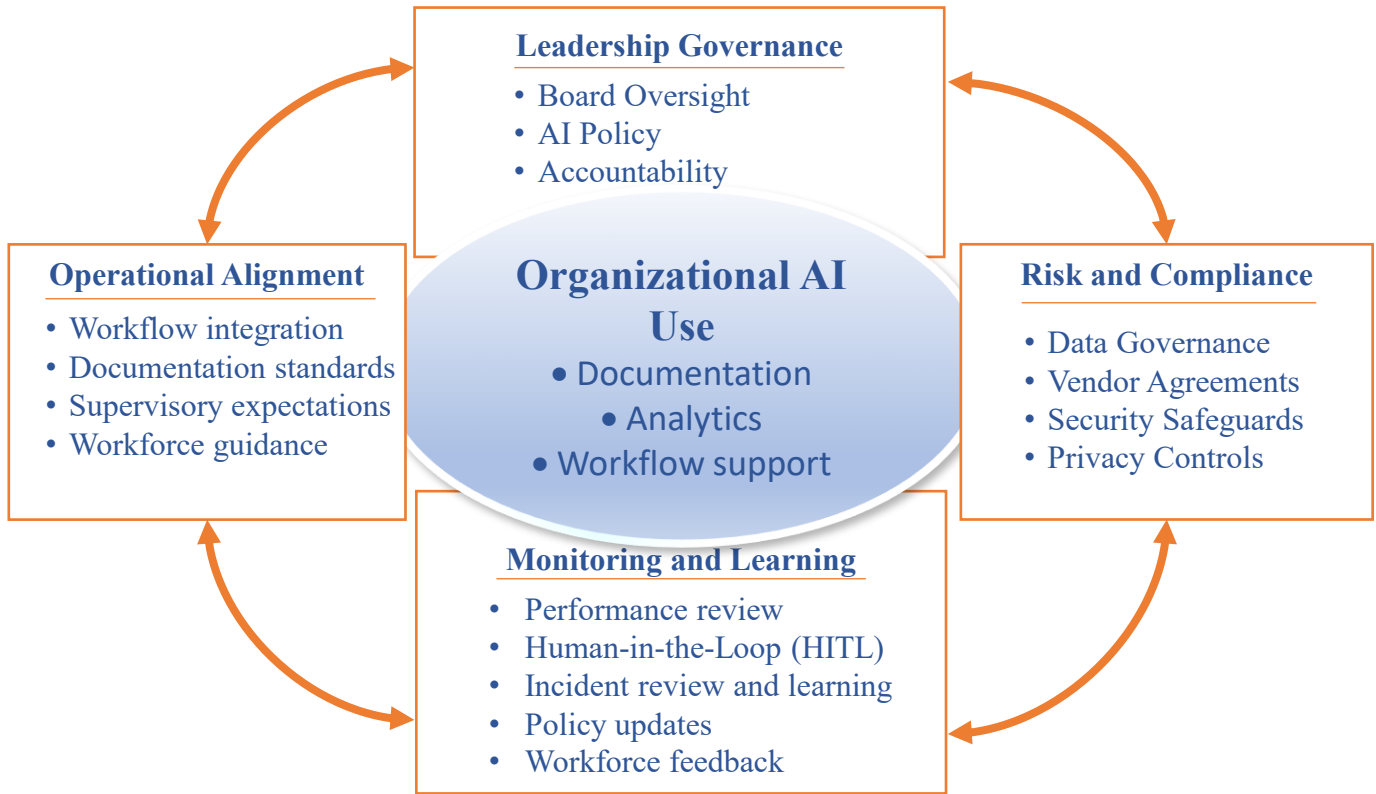 Leadership Governance
• Board Oversight
• AI Policy
• Accountability
Operational Alignment
• Workflow integration
• Documentation standards
• Supervisory expectations
• Workforce guidance
Organizational AI
Use
• Documentation
• Analytics
• Workflow support
Risk and Compliance
• Data Governance
• Vendor Agreements
• Security Safeguards
• Privacy Controls
Monitoring and Learning
• Performance review
• Human-in-the-Loop (HITL)
• Incident review and learning
• Policy updates
• Workforce feedback